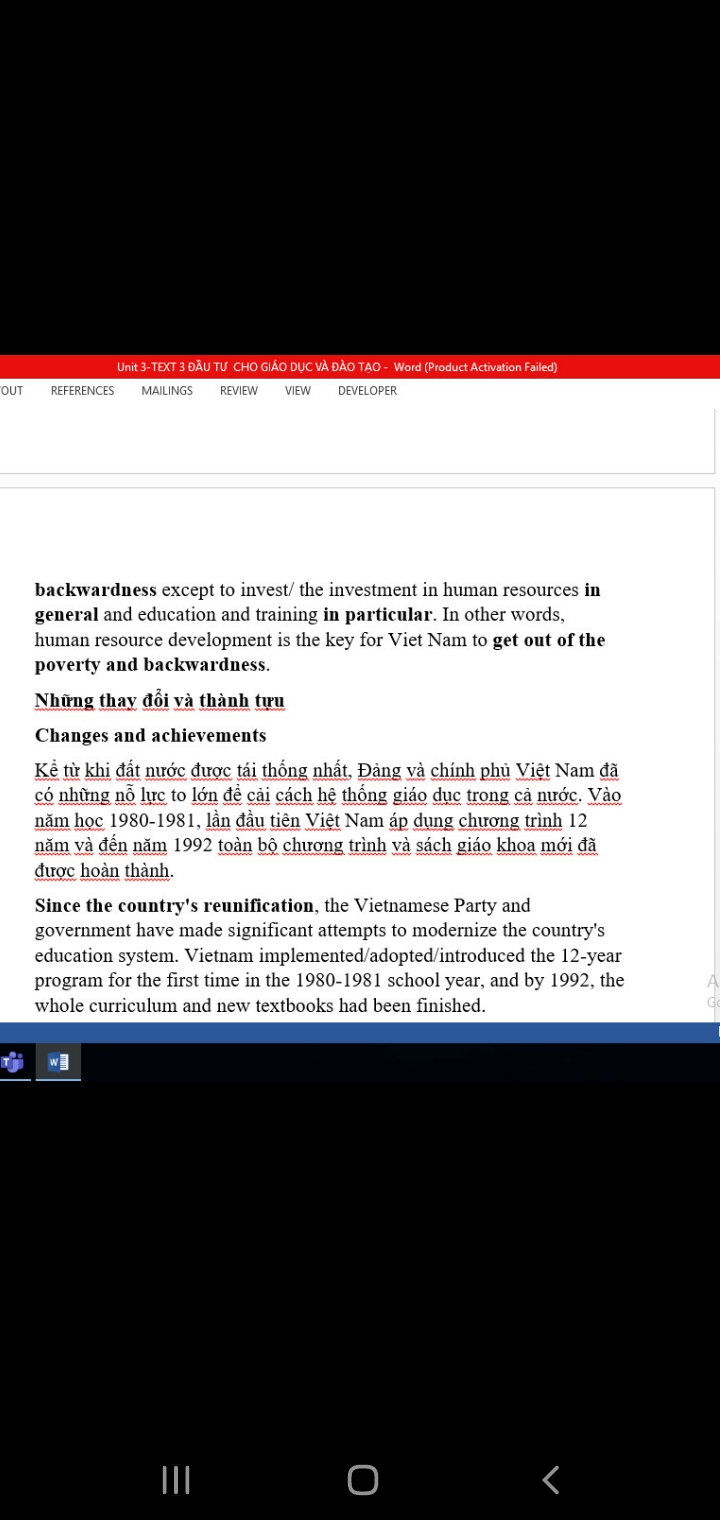 Unit 3-TEXT 3 ĐẦU TƯ CHO GIÁO DỤC VÀ ĐÀO TẠO - Word (Product Activation Failed)
OUT REFERENCES MAILINGS REVIEW VIEW DEVELOPER
backwardness except to invest/ the investment in human resources in
general and education and training in particular. In other words,
human resource development is the key for Viet Nam to get out of the
poverty and backwardness.
Những thay đổi và thành tựu
Changes and achievements
Kể từ khi đất nước được tái thống nhất, Đảng và chính phủ Việt Nam đã
có những nỗ lực to lớn để cải cách hệ thống giáo dục trong cả nước. Vào
năm học 1980-1981, lần đầu tiên Việt Nam áp dụng chương trình 12
năm và đến năm 1992 toàn bộ chương trình và sách giáo khoa mới đã
được hoàn thành.
Since the country's reunification, the Vietnamese Party and
government have made significant attempts to modernize the country's
education system. Vietnam implemented/adopted/introduced the 12-year
program for the first time in the 1980-1981 school year, and by 1992, the
whole curriculum and new textbooks had been finished.